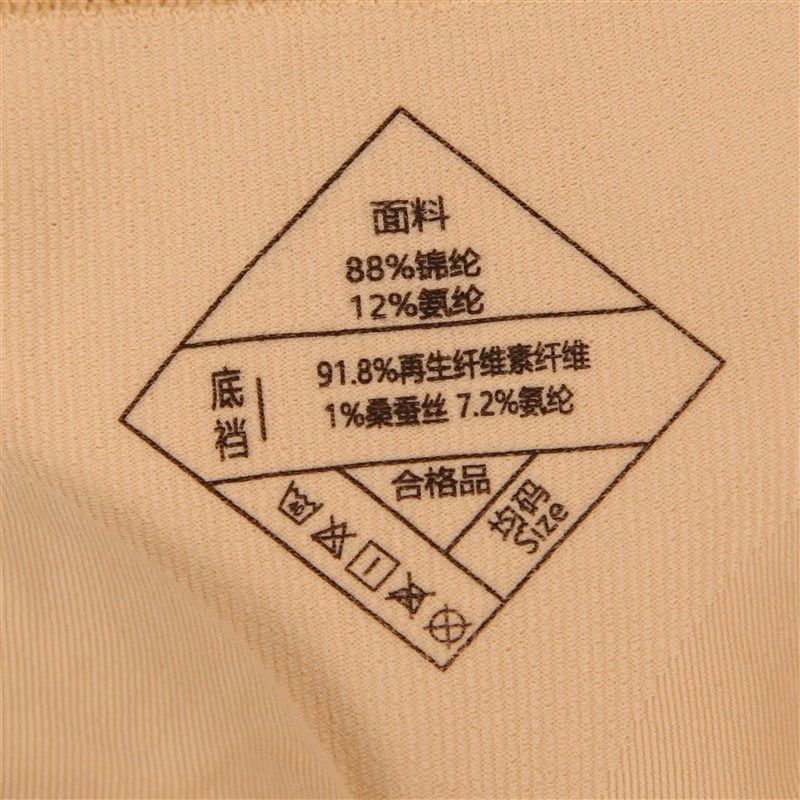 面料
88%锦纶
12%氨纶
底裆
91.8%再生纤维素纤维
1%桑蚕丝 7.2%氨纶
合格品
均码
Size